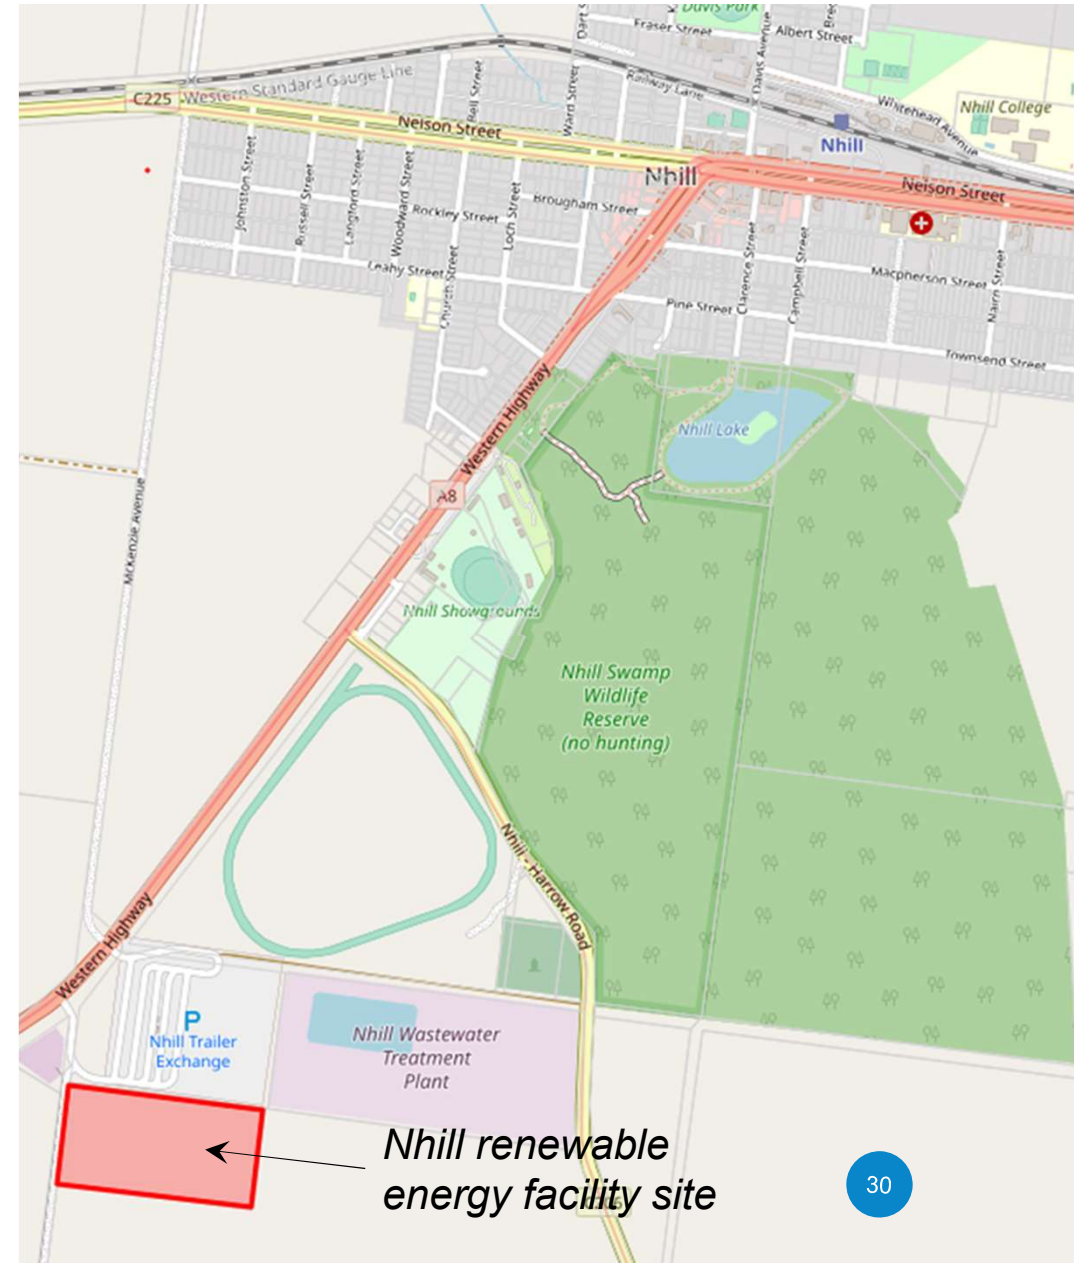 Davis Park
Fraser Street
Albert Street
Dart S
K
Davis Avenue
Bree
Western Standard Gauge Line
C225
Bell Street
Ward Street
Railway Lane
Whitehead Avenue
Nhill College
Nelson Street
Nhill
Nhill
Nelson Street
Johnston Street
Russell Street
Langford Street
Woodward Street
Rockley Street
Loch Street
Brougham Street
Leahy Street
Church Street
Clarence Street
Campbell Street
Macpherson Street
Nairn Street
Pine Street
Townsend Street
Western Highway
Nhill Lake
A8
McKenzie Avenue
Nhill Showgrounds
Nhill Swamp
Wildlife
Reserve
(no hunting)
Nhill - Harrow Road
Western Highway
P
Nhill Trailer
Exchange
Nhill Wastewater
Treatment
Plant
Nhill renewable
energy facility site
30